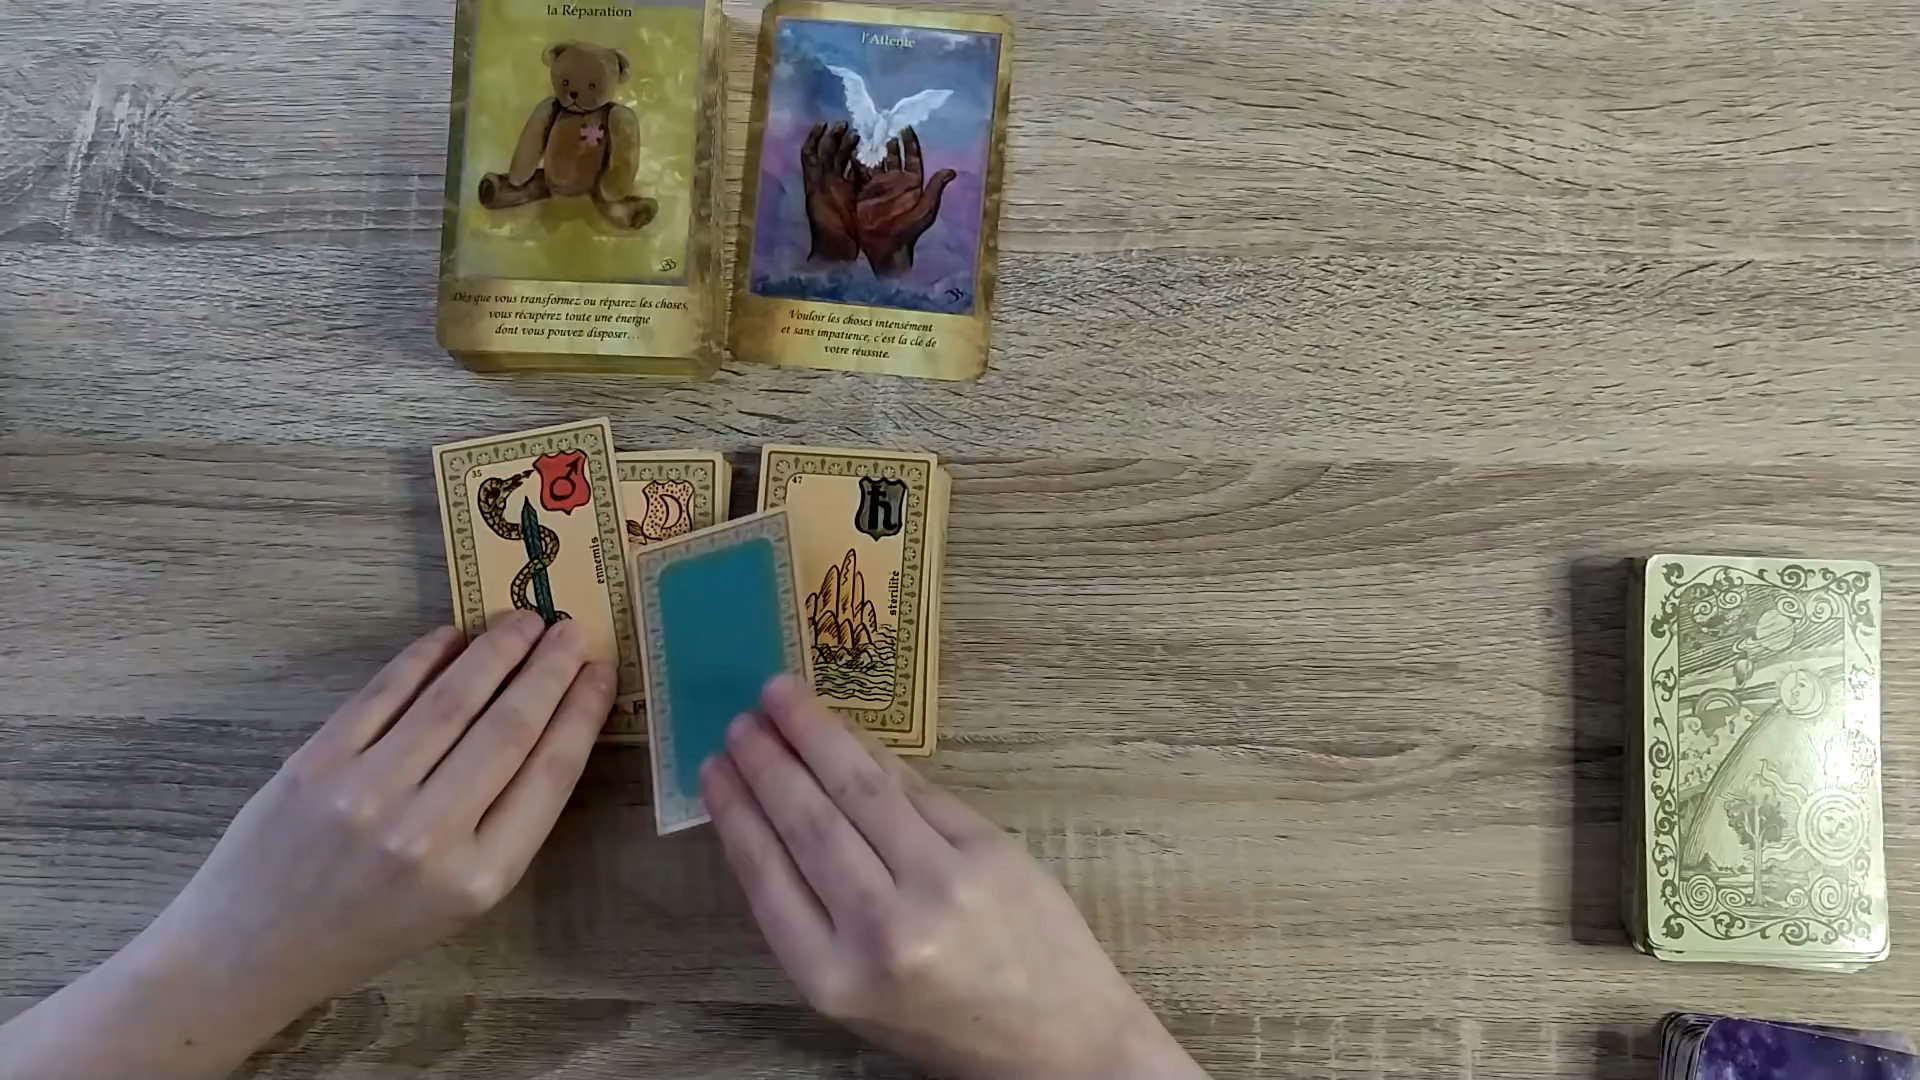 la Réparation
Dès que vous transformez ou réparez les choses,
vous récupérez toute une énergie
dont vous pouvez disposer...
l'Attente
Vouloir les choses intensément
et sans impatience, c'est la clé de
votre réussite.
35
ennemis
47
stérilité